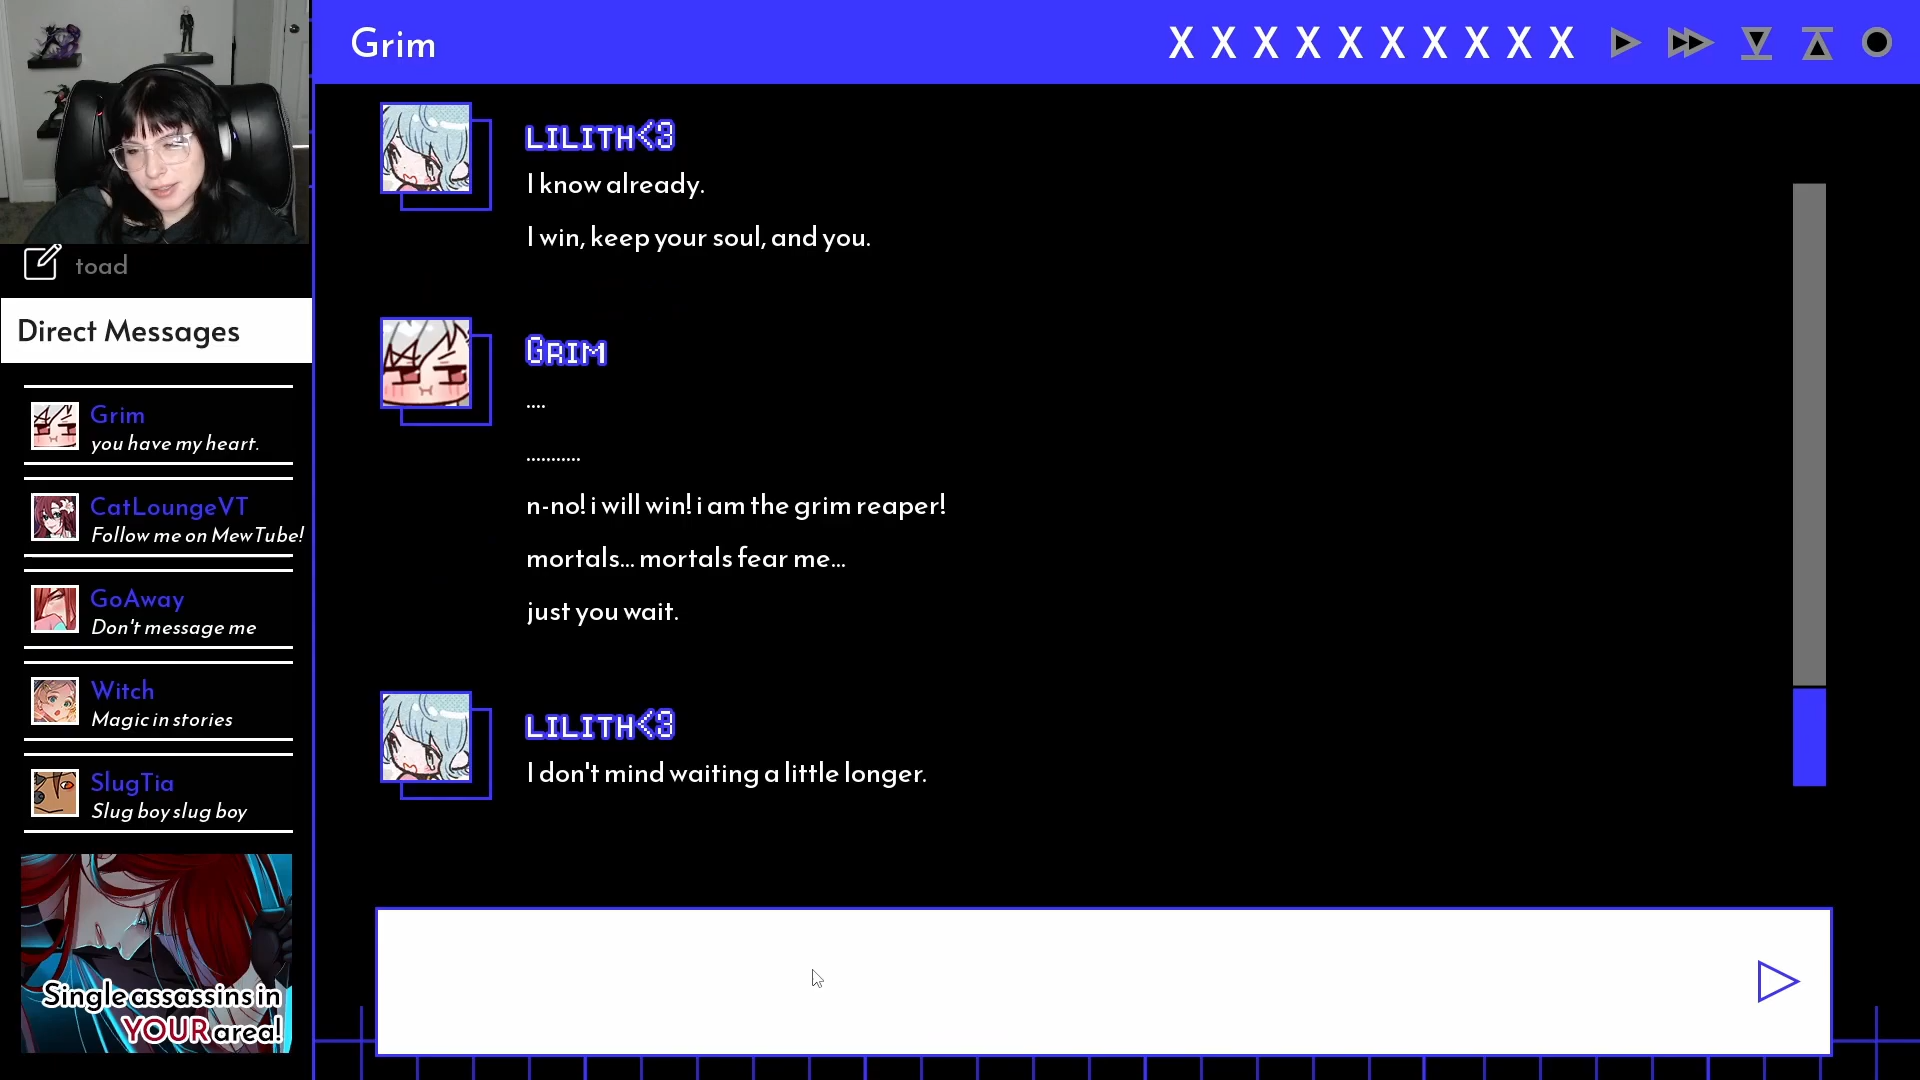 Grim
X X X X X X X X X X
toad
Direct Messages
Grim
you have my heart.
CatLoungeVT
Follow me on MewTube!
GoAway
Don't message me
Witch
Magic in stories
SlugTia
Slug boy slug boy
Single assassins in
YOUR area!
LILITH<3
I know already.
I win, keep your soul, and you.
GRIM
....
...........
n-no! i will win! i am the grim reaper!
mortals... mortals fear me...
just you wait.
LILITH<3
I don't mind waiting a little longer.